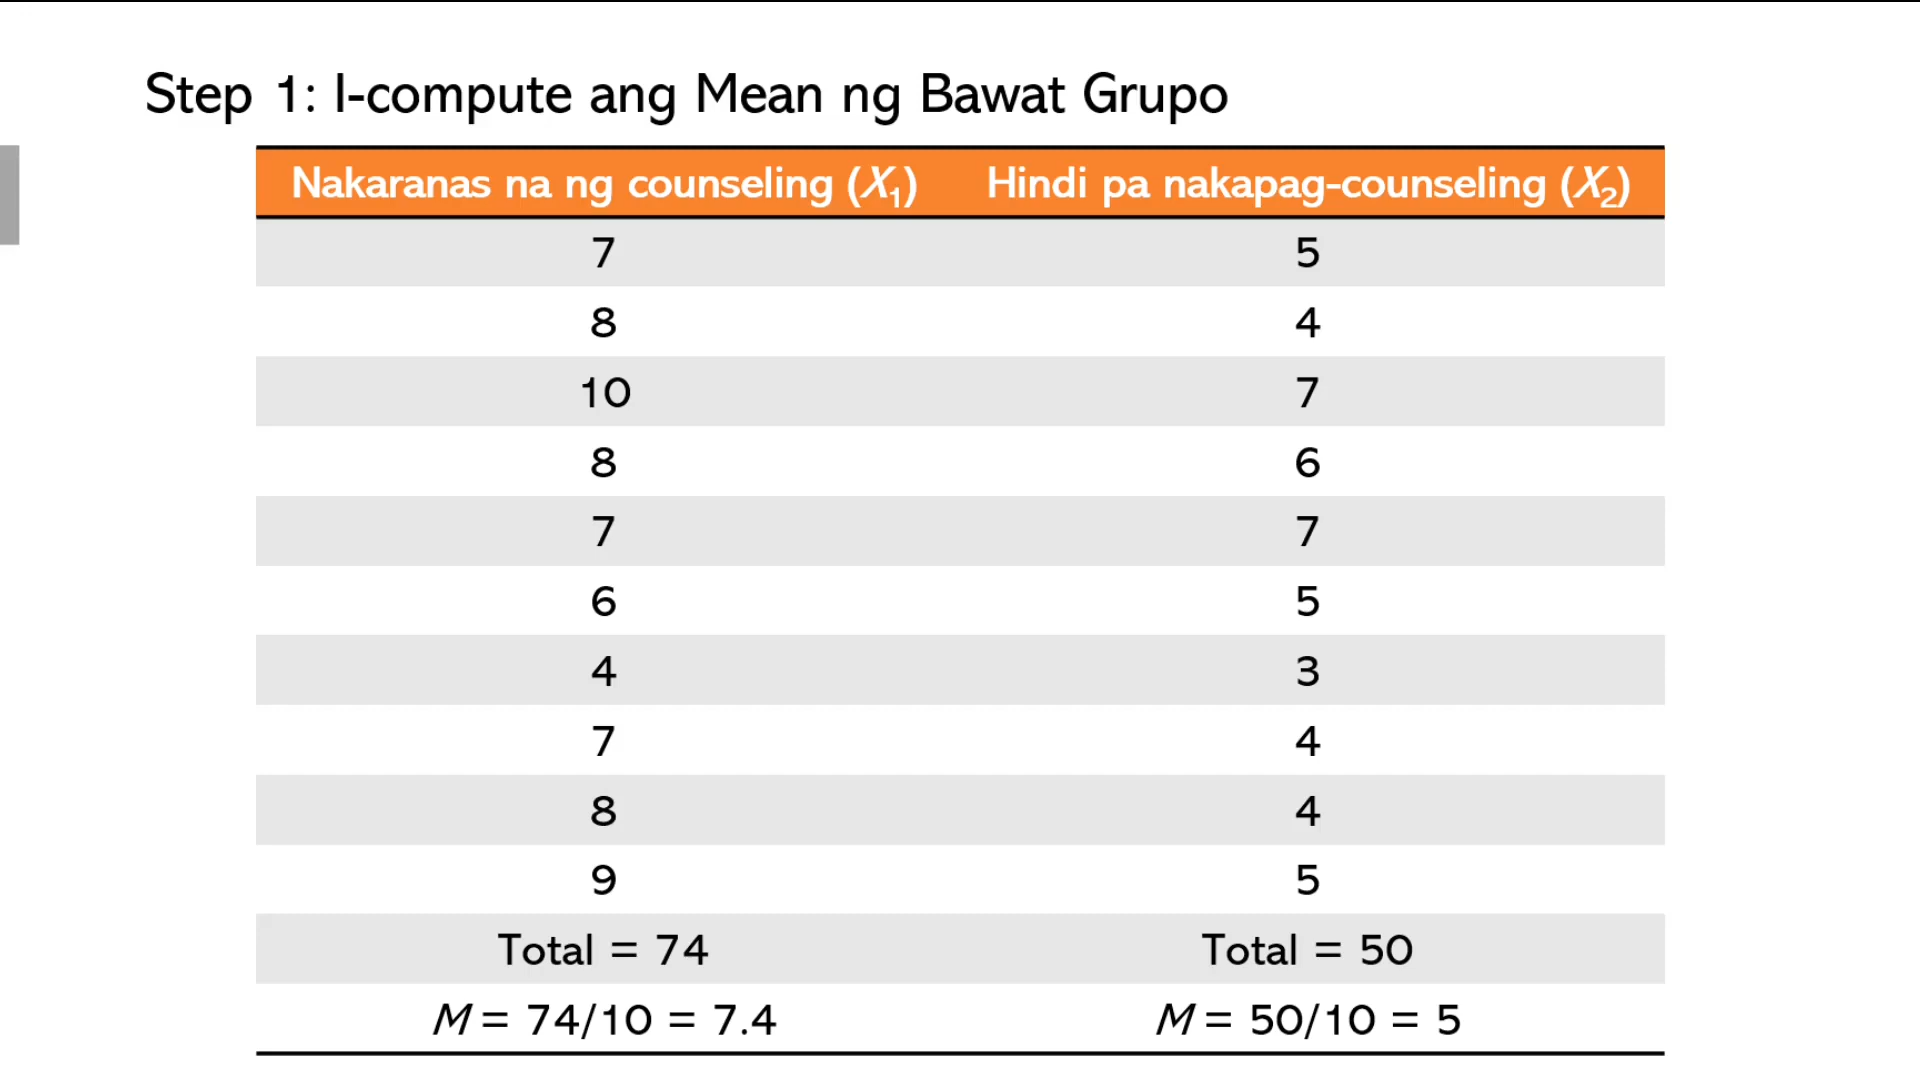 Step 1: I-compute ang Mean ng Bawat Grupo
Nakaranas na ng counseling (X₁) Hindi pa nakapag-counseling (X₂)
7 5
8 4
10 7
8 6
7 7
6 5
4 3
7 4
8 4
9 5
Total = 74 Total = 50
M = 74/10 = 7.4 M = 50/10 = 5